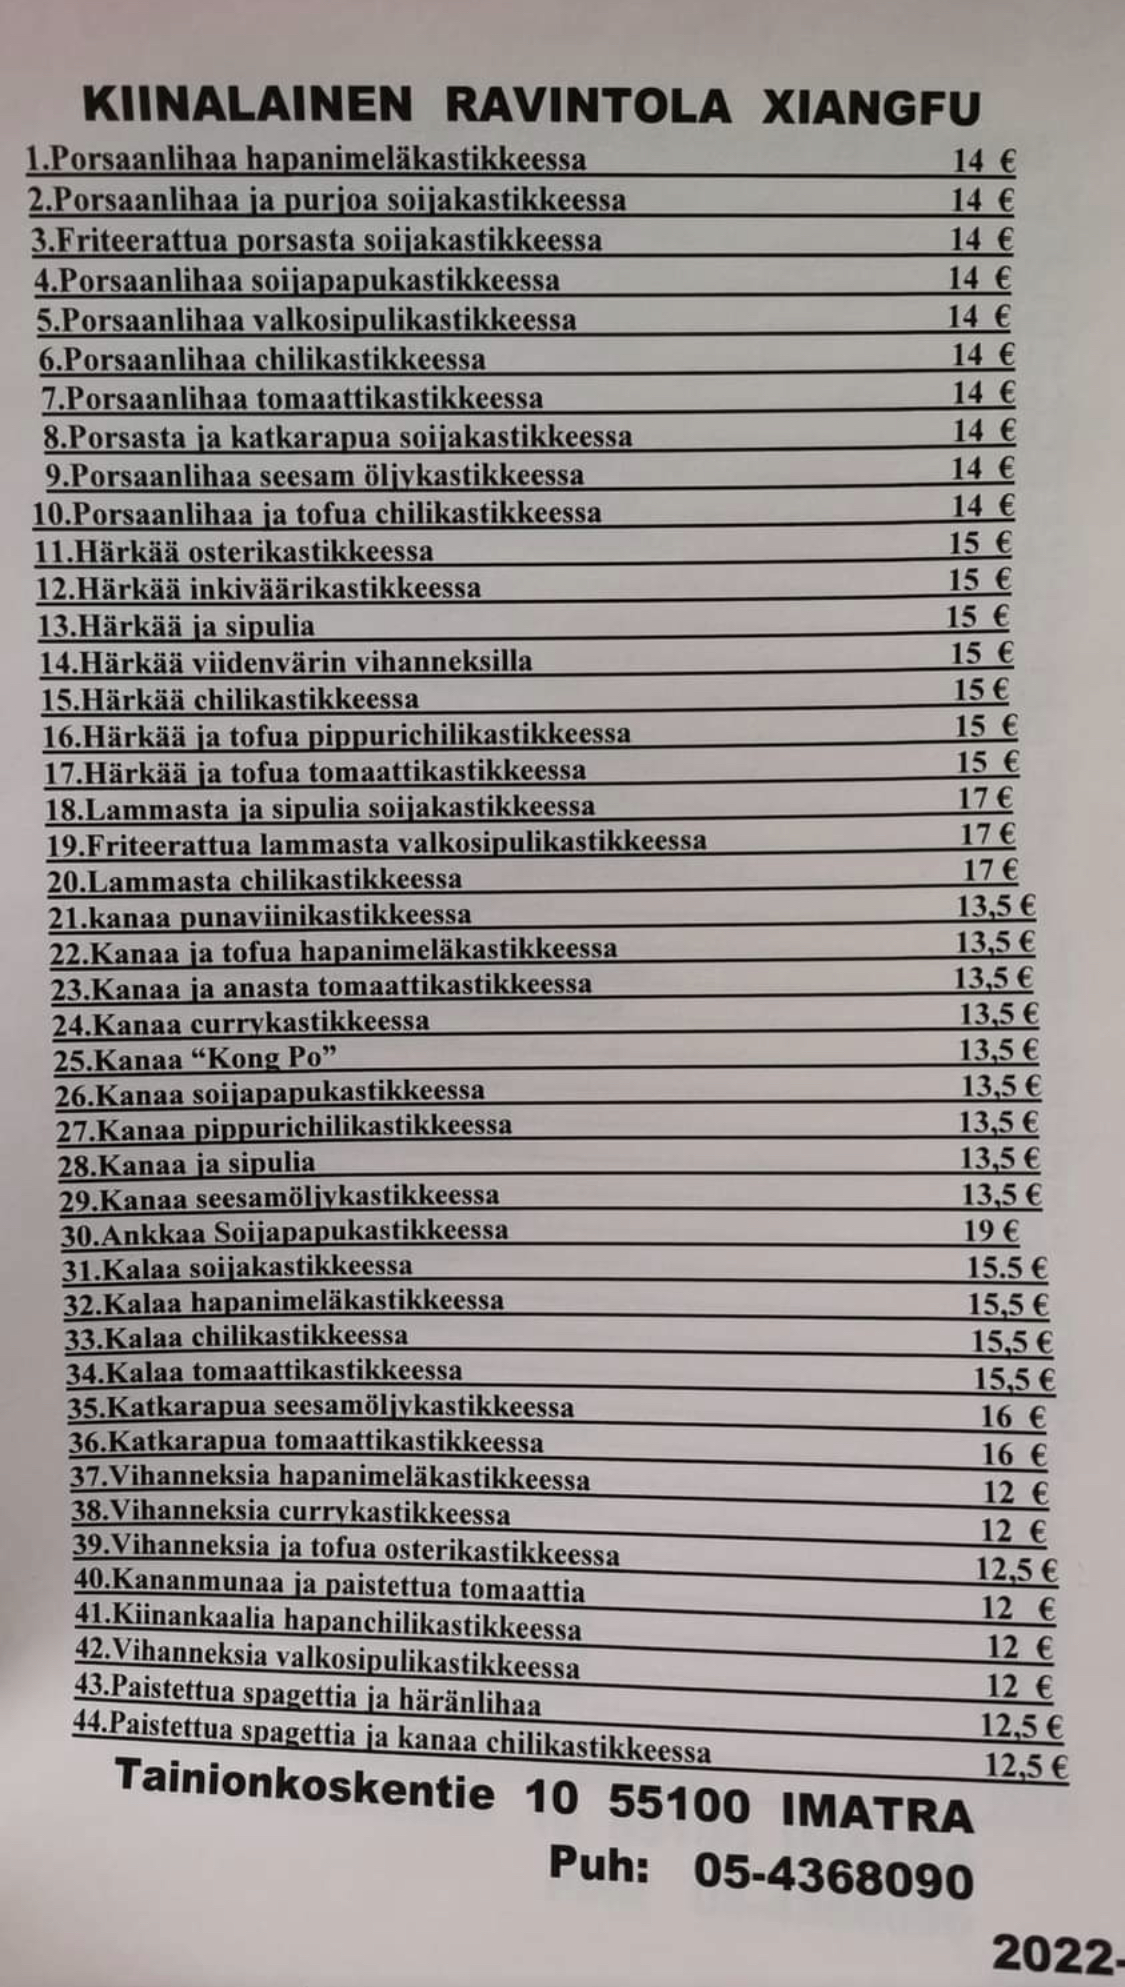 KIINALAINEN RAVINTOLA XIANGFU
1.Porsaanlihaa hapanimeläkastikkeessa 14 €
2.Porsaanlihaa ja purjoa soijakastikkeessa 14 €
3.Friteerattua porsasta soijakastikkeessa 14 €
4.Porsaanlihaa soijapapukastikkeessa 14 €
5.Porsaanlihaa valkosipulikastikkeessa 14 €
6.Porsaanlihaa chilikastikkeessa 14 €
7.Porsaanlihaa tomaattikastikkeessa 14 €
8.Porsasta ja katkarapua soijakastikkeessa 14 €
9.Porsaanlihaa seesam öljykastikkeessa 14 €
10.Porsaanlihaa ja tofua chilikastikkeessa 14 €
11.Härkää osterikastikkeessa 15 €
12.Härkää inkiväärikastikkeessa 15 €
13.Härkää ja sipulia 15 €
14.Härkää viidenvärin vihanneksilla 15 €
15.Härkää chilikastikkeessa 15 €
16.Härkää ja tofua pippurichilikastikkeessa 15 €
17.Härkää ja tofua tomaattikastikkeessa 15 €
18.Lammasta ja sipulia soijakastikkeessa 17 €
19.Friteerattua lammasta valkosipulikastikkeessa 17 €
20.Lammasta chilikastikkeessa 17 €
21.kanaa punaviinikastikkeessa 13,5 €
22.Kanaa ja tofua hapanimeläkastikkeessa 13,5 €
23.Kanaa ja anasta tomaattikastikkeessa 13,5 €
24.Kanaa currykastikkeessa 13,5 €
25.Kanaa “Kong Po” 13,5 €
26.Kanaa soijapapukastikkeessa 13,5 €
27.Kanaa pippurichilikastikkeessa 13,5 €
28.Kanaa ja sipulia 13,5 €
29.Kanaa seesamöljykastikkeessa 13,5 €
30.Ankkaa Soijapapukastikkeessa 19 €
31.Kalaa soijakastikkeessa 15.5 €
32.Kalaa hapanimeläkastikkeessa 15,5 €
33.Kalaa chilikastikkeessa 15,5 €
34.Kalaa tomaattikastikkeessa 15,5 €
35.Katkarapua seesamöljykastikkeessa 16 €
36.Katkarapua tomaattikastikkeessa 16 €
37.Vihanneksia hapanimeläkastikkeessa 12 €
38.Vihanneksia currykastikkeessa 12 €
39.Vihanneksia ja tofua osterikastikkeessa 12,5 €
40.Kananmunaa ja paistettua tomaattia 12 €
41.Kiinankaalia hapanchilikastikkeessa 12 €
42.Vihanneksia valkosipulikastikkeessa 12 €
43.Paistettua spagettia ja häränlihaa 12,5 €
44.Paistettua spagettia ja kanaa chilikastikkeessa 12,5 €
Tainionkoskentie 10 55100 IMATRA
Puh: 05-4368090
2022-